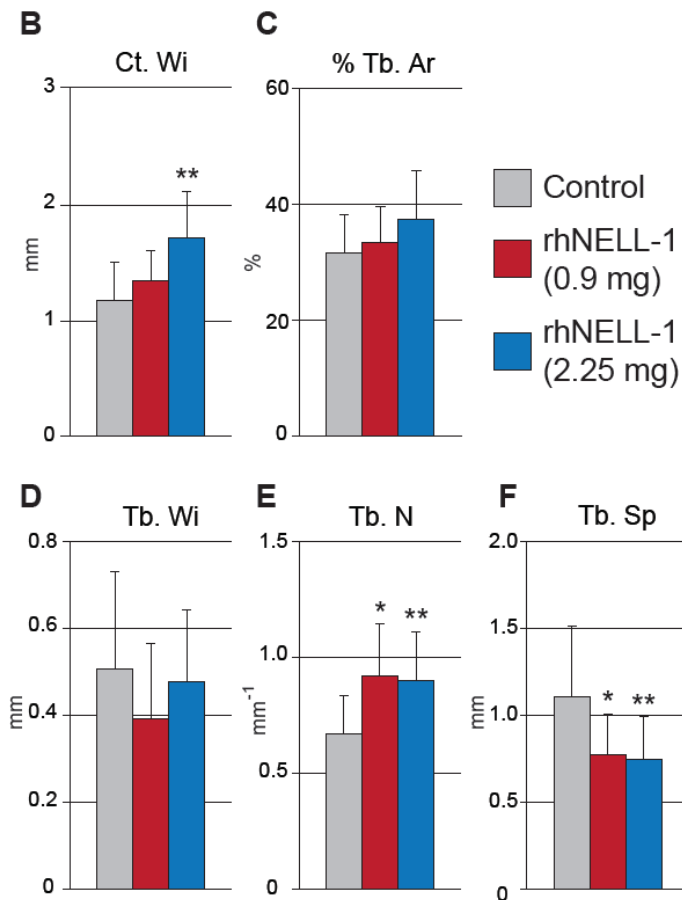 B
Ct. Wi
3
2
1
0
mm
**
C
% Tb. Ar
60
40
20
0
%
Control
rhNELL-1
(0.9 mg)
rhNELL-1
(2.25 mg)
D
Tb. Wi
0.8
0.6
0.4
0.2
0
mm
E
Tb. N
1.5
1.0
0.5
0
mm⁻¹
*
**
F
Tb. Sp
2.0
1.5
1.0
0.5
0
mm
*
**